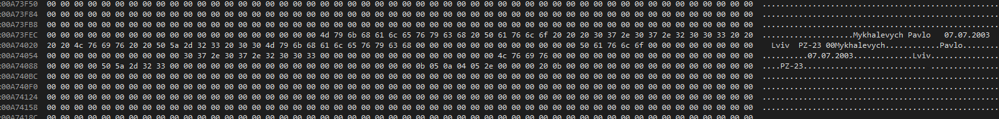 :00A73F50 00 00 00 00 00 00 00 00 00 00 00 00 00 00 00 00 00 00 00 00 00 00 00 00 00 00 00 00 00 00 00 00 00 00 00 00 00 00 00 00 00 00 00 00 00 00 00 00 00 00 00 00 ....................................................
:00A73F84 00 00 00 00 00 00 00 00 00 00 00 00 00 00 00 00 00 00 00 00 00 00 00 00 00 00 00 00 00 00 00 00 00 00 00 00 00 00 00 00 00 00 00 00 00 00 00 00 00 00 00 00 ....................................................
:00A73FB8 00 00 00 00 00 00 00 00 00 00 00 00 00 00 00 00 00 00 00 00 00 00 00 00 00 00 00 00 00 00 00 00 00 00 00 00 00 00 00 00 00 00 00 00 00 00 00 00 00 00 00 00 ....................................................
:00A73FEC 00 00 00 00 00 00 00 00 00 00 00 00 00 00 00 00 00 00 00 00 4d 79 6b 68 61 6c 65 76 79 63 68 20 50 61 76 6c 6f 20 20 20 30 37 2e 30 37 2e 32 30 30 33 20 20 ....................Mykhalevych Pavlo   07.07.2003
:00A74020 20 20 4c 76 69 76 20 20 50 5a 2d 32 33 20 30 30 4d 79 6b 68 61 6c 65 76 79 63 68 00 00 00 00 00 00 00 00 00 00 00 00 50 61 76 6c 6f 00 00 00 00 00 00 00 00   Lviv  PZ-23 00Mykhalevych............Pavlo........
:00A74054 00 00 00 00 00 00 00 00 00 00 30 37 2e 30 37 2e 32 30 30 33 00 00 00 00 00 00 00 00 00 00 00 00 00 4c 76 69 76 00 00 00 00 00 00 00 00 00 00 00 00 00 00 00 ..........07.07.2003.............Lviv...............
:00A74088 00 00 00 00 50 5a 2d 32 33 00 00 00 00 00 00 00 00 00 00 00 00 00 00 00 00 00 00 0b 05 0a 04 05 2e 00 00 00 20 0b 00 00 00 00 00 00 00 00 00 00 00 00 00 00 ....PZ-23........................... ...............
:00A740BC 00 00 00 00 00 00 00 00 00 00 00 00 00 00 00 00 00 00 00 00 00 00 00 00 00 00 00 00 00 00 00 00 00 00 00 00 00 00 00 00 00 00 00 00 00 00 00 00 00 00 00 00 ....................................................
:00A740F0 00 00 00 00 00 00 00 00 00 00 00 00 00 00 00 00 00 00 00 00 00 00 00 00 00 00 00 00 00 00 00 00 00 00 00 00 00 00 00 00 00 00 00 00 00 00 00 00 00 00 00 00 ....................................................
:00A74124 00 00 00 00 00 00 00 00 00 00 00 00 00 00 00 00 00 00 00 00 00 00 00 00 00 00 00 00 00 00 00 00 00 00 00 00 00 00 00 00 00 00 00 00 00 00 00 00 00 00 00 00 ....................................................
:00A74158 00 00 00 00 00 00 00 00 00 00 00 00 00 00 00 00 00 00 00 00 00 00 00 00 00 00 00 00 00 00 00 00 00 00 00 00 00 00 00 00 00 00 00 00 00 00 00 00 00 00 00 00 ....................................................
:00A7418C 00 00 00 00 00 00 00 00 00 00 00 00 00 00 00 00 00 00 00 00 00 00 00 00 00 00 00 00 00 00 00 00 00 00 00 00 00 00 00 00 00 00 00 00 00 00 00 00 00 00 00 00 ....................................................